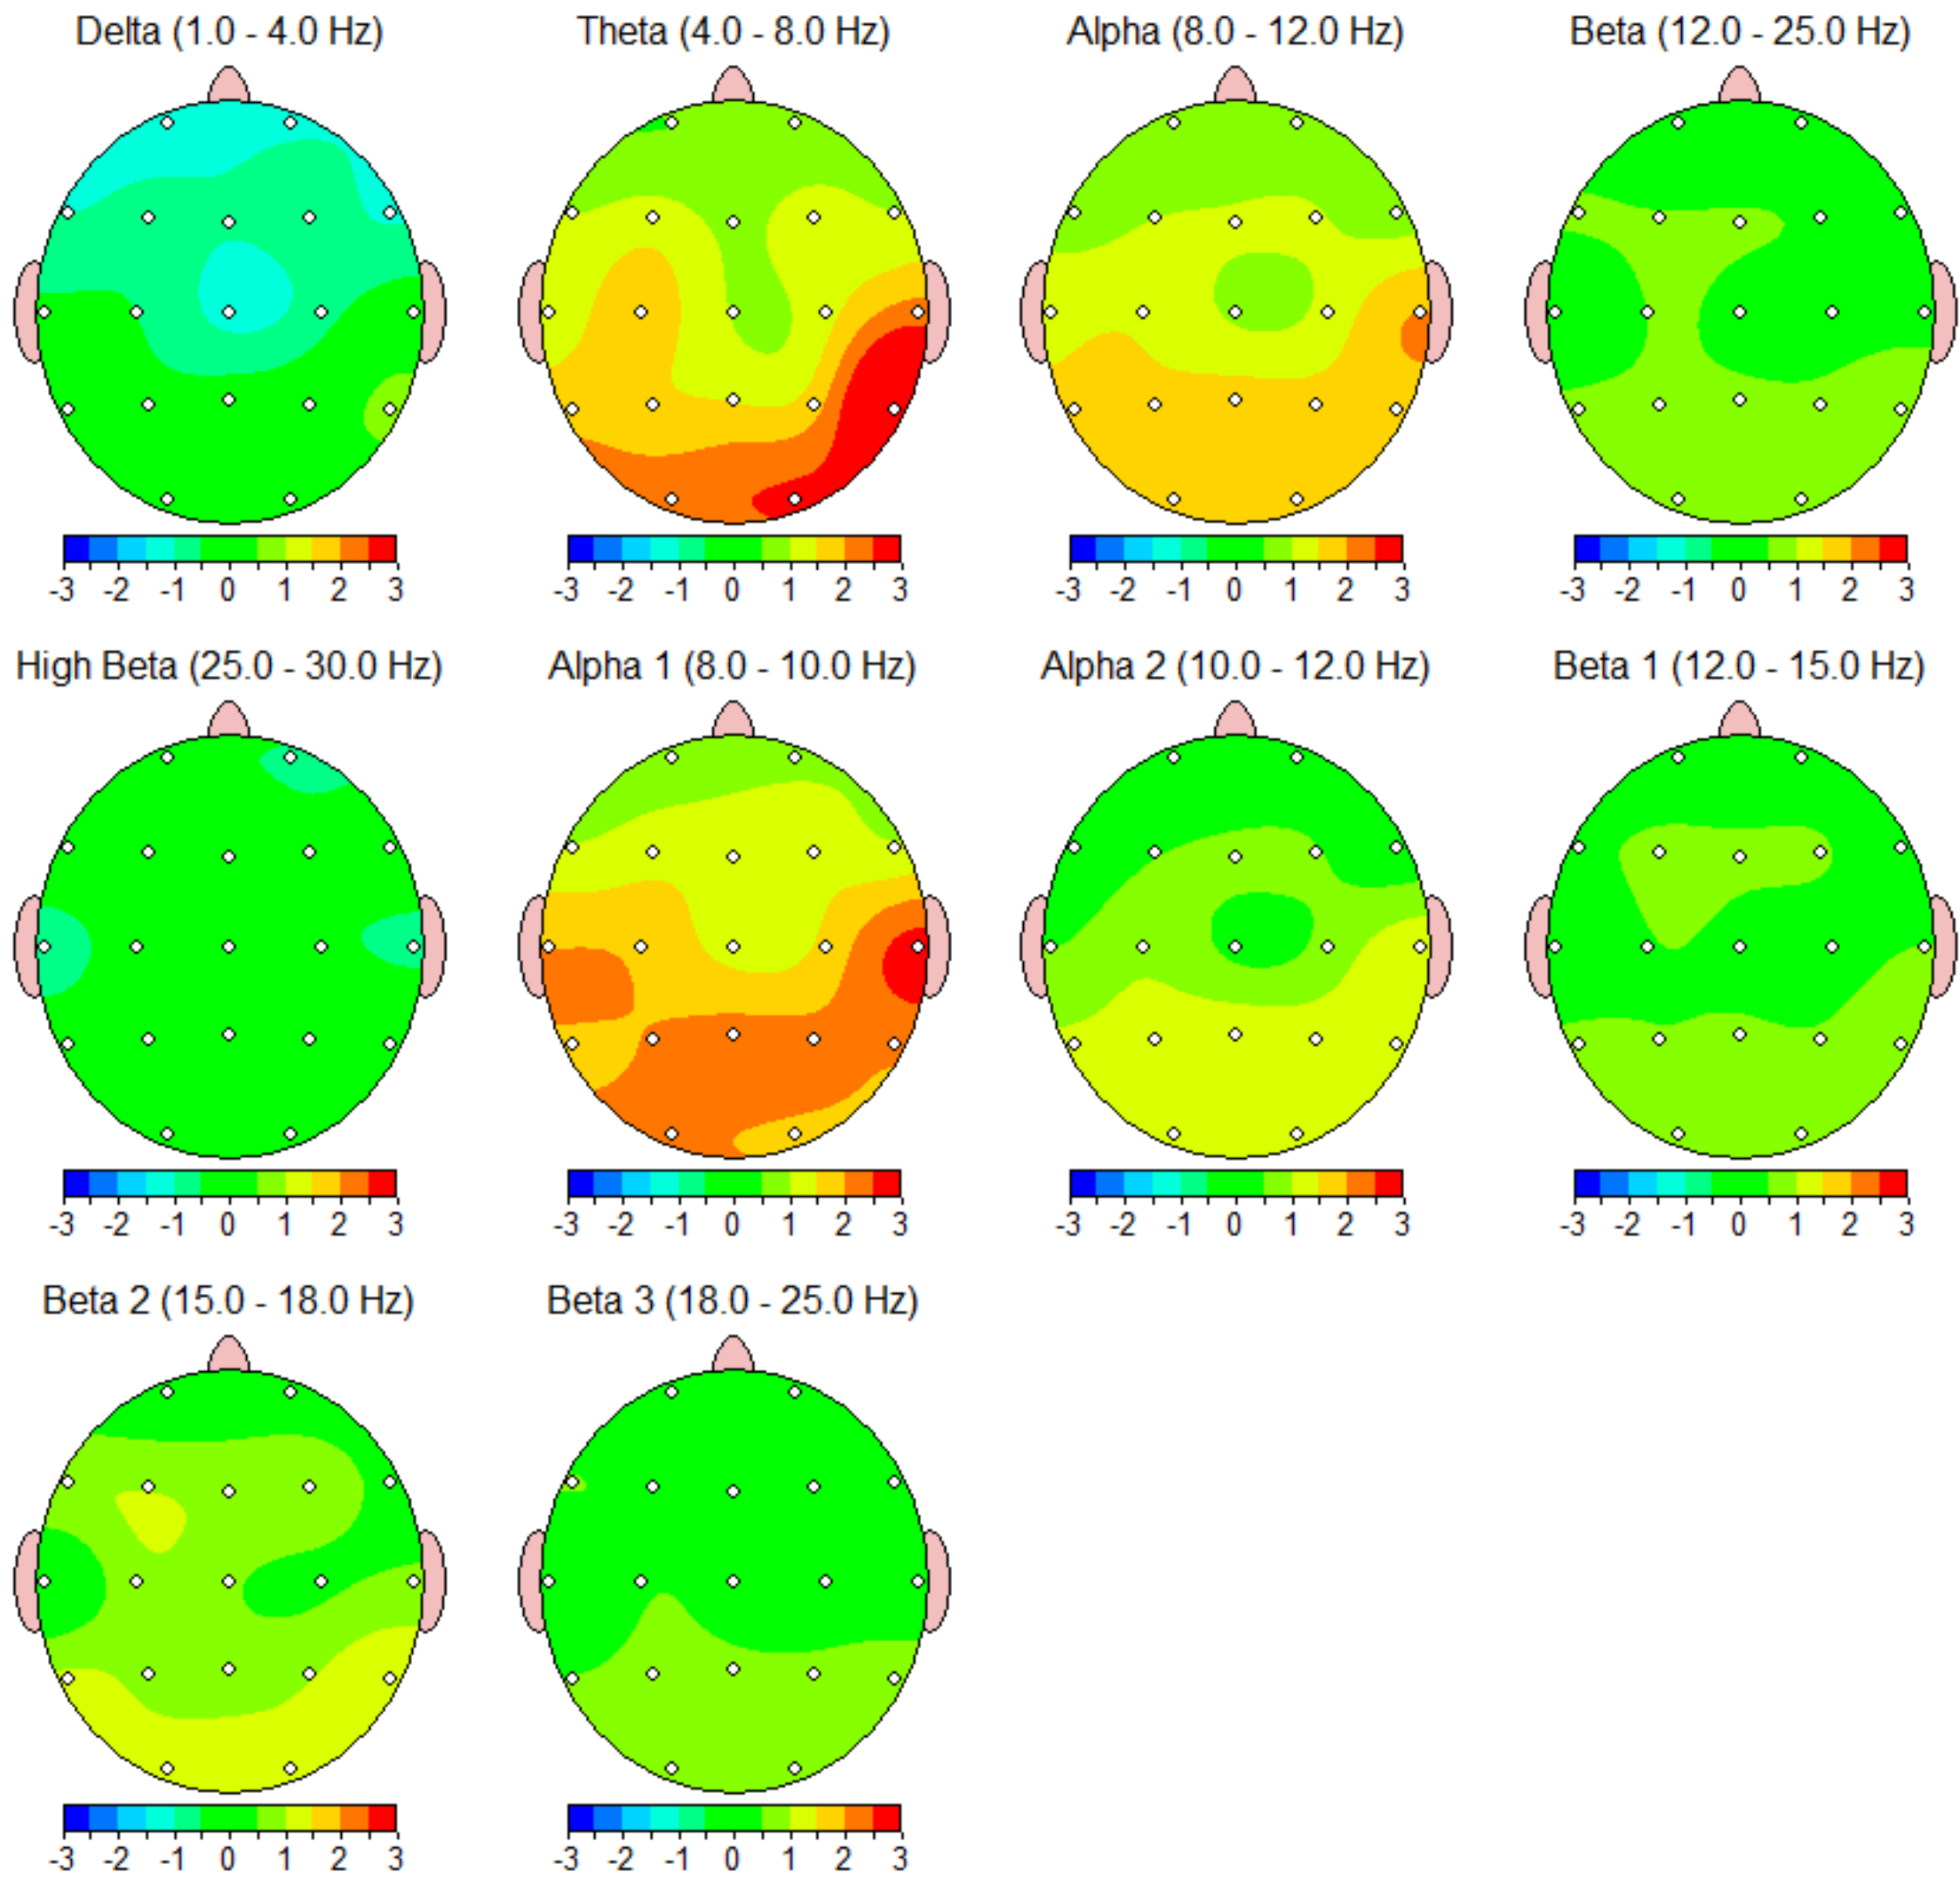 Delta (1.0 - 4.0 Hz) Theta (4.0 - 8.0 Hz) Alpha (8.0 - 12.0 Hz) Beta (12.0 - 25.0 Hz)
-3 -2 -1 0 1 2 3 -3 -2 -1 0 1 2 3 -3 -2 -1 0 1 2 3 -3 -2 -1 0 1 2 3
High Beta (25.0 - 30.0 Hz) Alpha 1 (8.0 - 10.0 Hz) Alpha 2 (10.0 - 12.0 Hz) Beta 1 (12.0 - 15.0 Hz)
-3 -2 -1 0 1 2 3 -3 -2 -1 0 1 2 3 -3 -2 -1 0 1 2 3 -3 -2 -1 0 1 2 3
Beta 2 (15.0 - 18.0 Hz) Beta 3 (18.0 - 25.0 Hz)
-3 -2 -1 0 1 2 3 -3 -2 -1 0 1 2 3